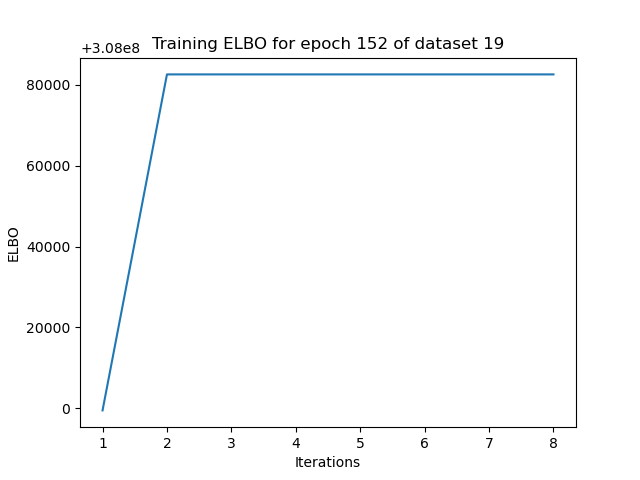 +3.08e8
Training ELBO for epoch 152 of dataset 19
80000
60000
40000
20000
0
ELBO
1 2 3 4 5 6 7 8
Iterations